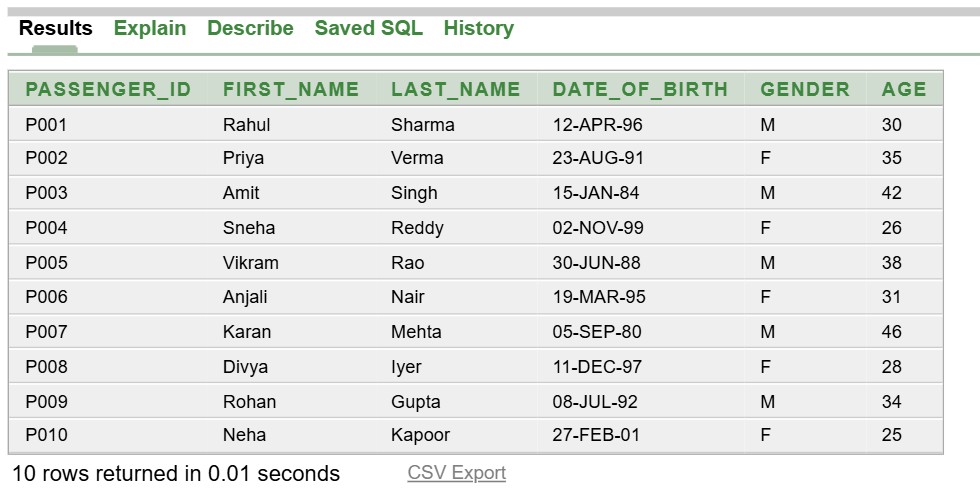 Results Explain Describe Saved SQL History
PASSENGER_ID FIRST_NAME LAST_NAME DATE_OF_BIRTH GENDER AGE
P001 Rahul Sharma 12-APR-96 M 30
P002 Priya Verma 23-AUG-91 F 35
P003 Amit Singh 15-JAN-84 M 42
P004 Sneha Reddy 02-NOV-99 F 26
P005 Vikram Rao 30-JUN-88 M 38
P006 Anjali Nair 19-MAR-95 F 31
P007 Karan Mehta 05-SEP-80 M 46
P008 Divya Iyer 11-DEC-97 F 28
P009 Rohan Gupta 08-JUL-92 M 34
P010 Neha Kapoor 27-FEB-01 F 25
10 rows returned in 0.01 seconds CSV Export